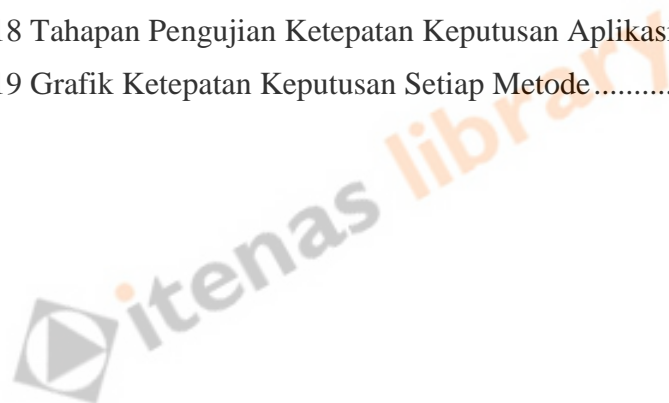 18 Tahapan Pengujian Ketepatan Keputusan Aplikasi
19 Grafik Ketepatan Keputusan Setiap Metode..........
itenas library